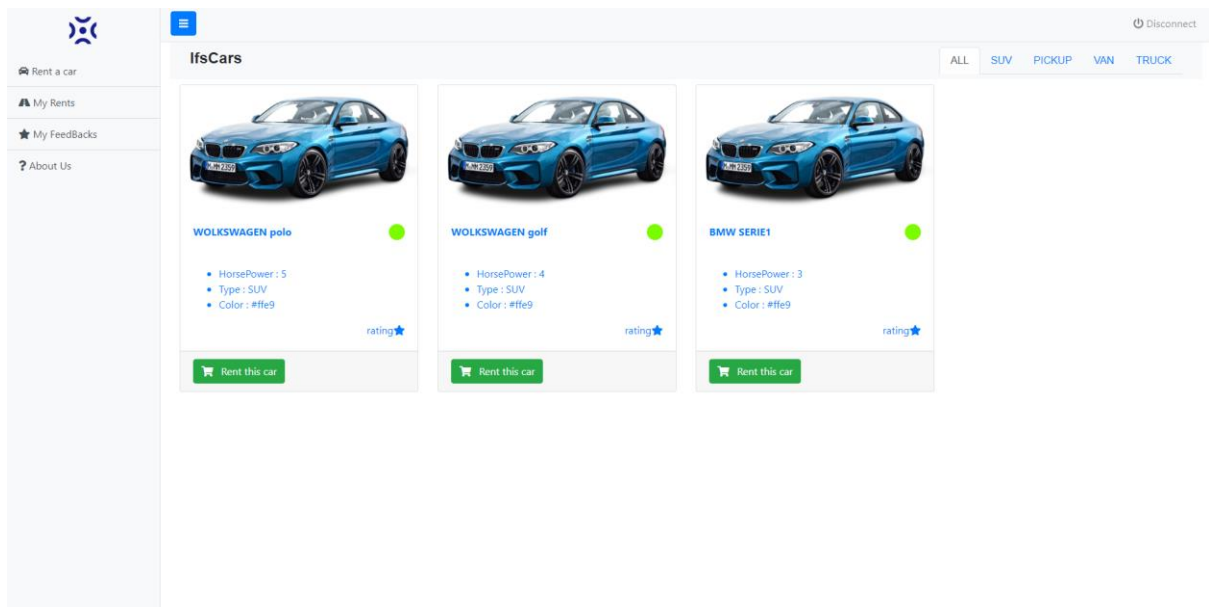 Disconnect
IfsCars
ALL SUV PICKUP VAN TRUCK
Rent a car
My Rents
My FeedBacks
About Us
WOLKSWAGEN polo
HorsePower : 5
Type : SUV
Color : #ffe9
rating
Rent this car
WOLKSWAGEN golf
HorsePower : 4
Type : SUV
Color : #ffe9
rating
Rent this car
BMW SERIE1
HorsePower : 3
Type : SUV
Color : #ffe9
rating
Rent this car